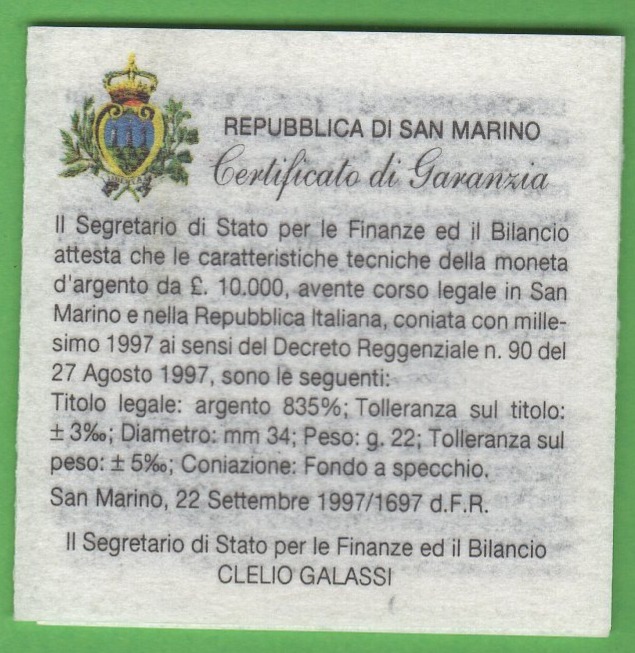 REPUBBLICA DI SAN MARINO
Certificato di Garanzia
Il Segretario di Stato per le Finanze ed il Bilancio
attesta che le caratteristiche tecniche della moneta
d'argento da £. 10.000, avente corso legale in San
Marino e nella Repubblica Italiana, coniata con mille-
simo 1997 ai sensi del Decreto Reggenziale n. 90 del
27 Agosto 1997, sono le seguenti:
Titolo legale: argento 835%; Tolleranza sul titolo:
± 3‰; Diametro: mm 34; Peso: g. 22; Tolleranza sul
peso: ± 5‰; Coniazione: Fondo a specchio.
San Marino, 22 Settembre 1997/1697 d.F.R.
Il Segretario di Stato per le Finanze ed il Bilancio
CLELIO GALASSI